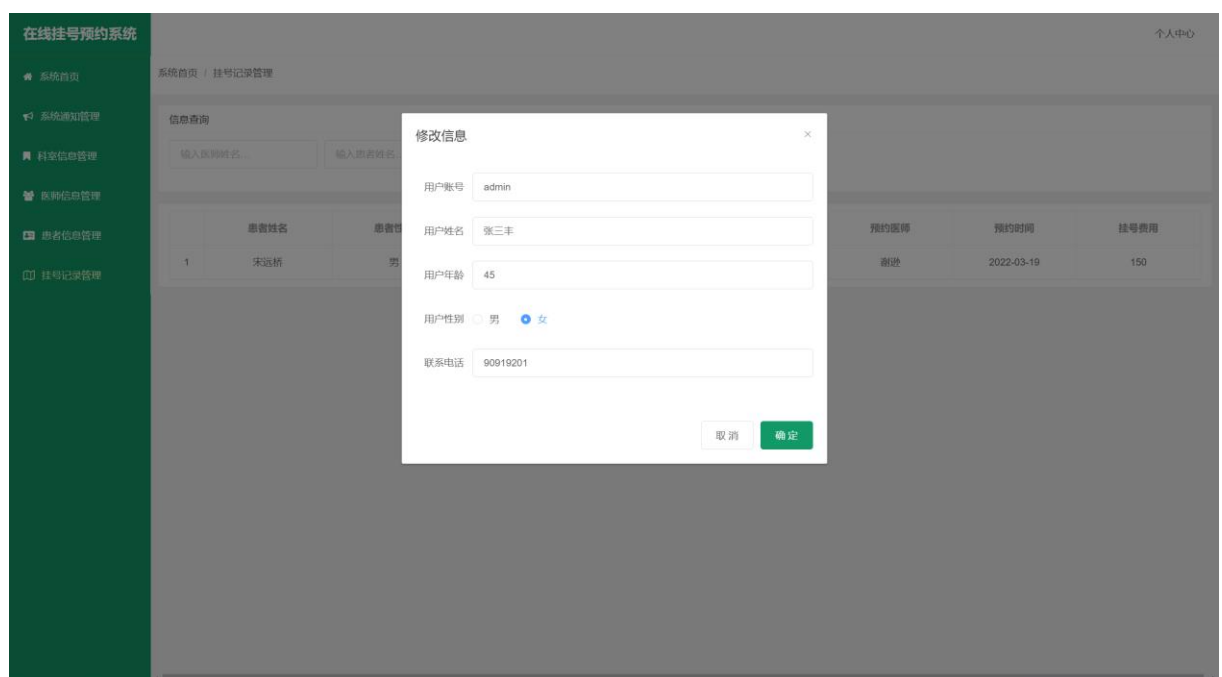 在线挂号预约系统
个人中心
系统首页
系统通知管理
科室信息管理
医师信息管理
患者信息管理
挂号记录管理
系统首页 / 挂号记录管理
信息查询
输入医师姓名...
输入患者姓名.
患者姓名 患者性 预约医师 预约时间 挂号费用
1 宋远桥 男 谢逊 2022-03-19 150
修改信息 ×
用户账号 admin
用户姓名 张三丰
用户年龄 45
用户性别 男 女
联系电话 90919201
取消 确定